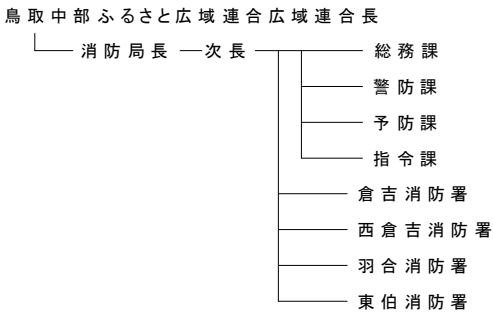 鳥取中部ふるさと広域連合広域連合長
消防局長 次長 総務課
警防課
予防課
指令課
倉吉消防署
西倉吉消防署
羽合消防署
東伯消防署